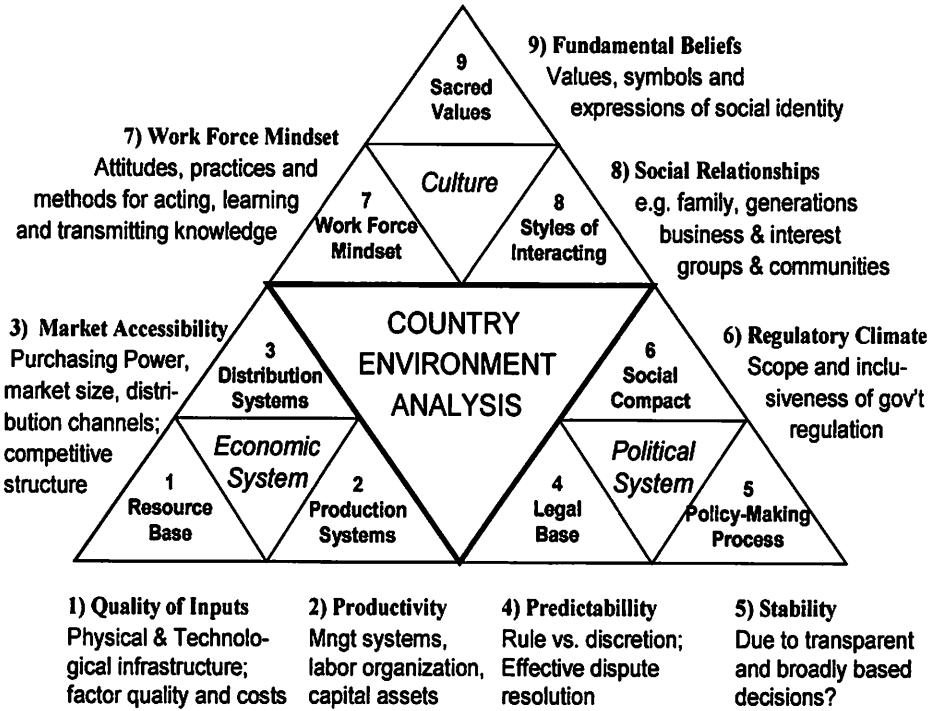 9
Sacred
Values
9) Fundamental Beliefs
Values, symbols and
expressions of social identity
7) Work Force Mindset
Attitudes, practices and
methods for acting, learning
and transmitting knowledge
Culture
7
Work Force
Mindset
8
Styles of
Interacting
8) Social Relationships
e.g. family, generations
business & interest
groups & communities
COUNTRY
ENVIRONMENT
ANALYSIS
3) Market Accessibility
Purchasing Power,
market size, distri-
bution channels;
competitive
structure
3
Distribution
Systems
Economic
System
1
Resource
Base
2
Production
Systems
6
Social
Compact
6) Regulatory Climate
Scope and inclu-
siveness of gov't
regulation
Political
System
4
Legal
Base
5
Policy-Making
Process
1) Quality of Inputs
Physical & Technolo-
gical infrastructure;
factor quality and costs
2) Productivity
Mngt systems,
labor organization,
capital assets
4) Predictabillity
Rule vs. discretion;
Effective dispute
resolution
5) Stability
Due to transparent
and broadly based
decisions?